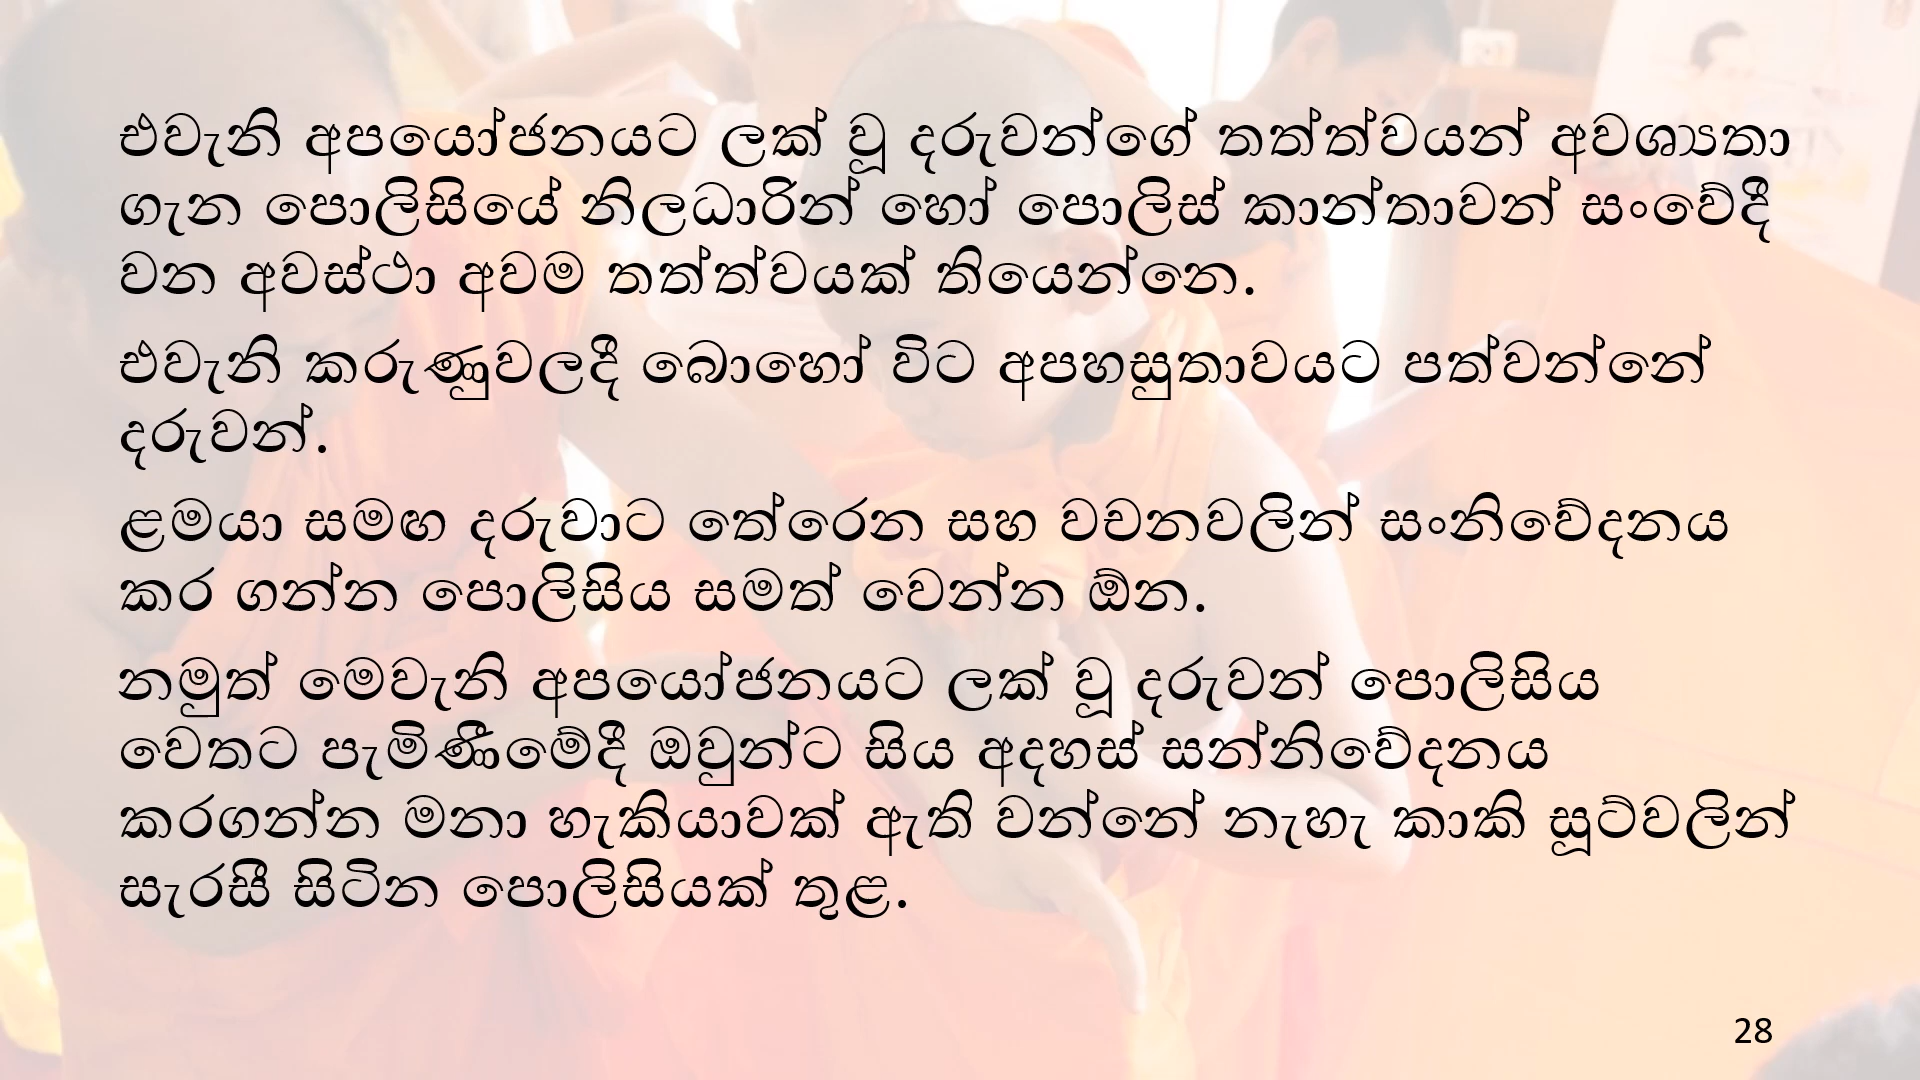 එවැනි අපයෝජනයට ලක් වූ දරුවන්ගේ තත්ත්වයන් අවශ්‍යතා
ගැන පොලිසියේ නිලධාරින් හෝ පොලිස් කාන්තාවන් සංවේදී
වන අවස්ථා අවම තත්ත්වයක් තියෙන්නෙ.
එවැනි කරුණුවලදී බොහෝ විට අපහසුතාවයට පත්වන්නේ
දරුවන්.
ළමයා සමඟ දරුවාට තේරෙන සහ වචනවලින් සංනිවේදනය
කර ගන්න පොලිසිය සමත් වෙන්න ඕන.
නමුත් මෙවැනි අපයෝජනයට ලක් වූ දරුවන් පොලිසිය
වෙතට පැමිණීමේදී ඔවුන්ට සිය අදහස් සන්නිවේදනය
කරගන්න මනා හැකියාවක් ඇති වන්නේ නැහැ කාකි සූට්වලින්
සැරසී සිටින පොලිසියක් තුළ.
28